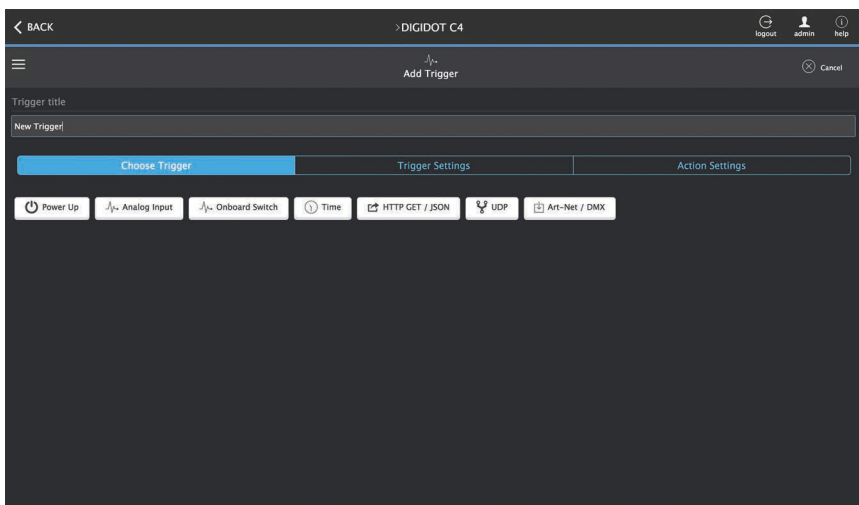 BACK
>DIGIDOT C4
logout admin help
Add Trigger
Cancel
Trigger title
New Trigger
Choose Trigger Trigger Settings Action Settings
Power Up Analog Input Onboard Switch Time HTTP GET / JSON UDP Art-Net / DMX